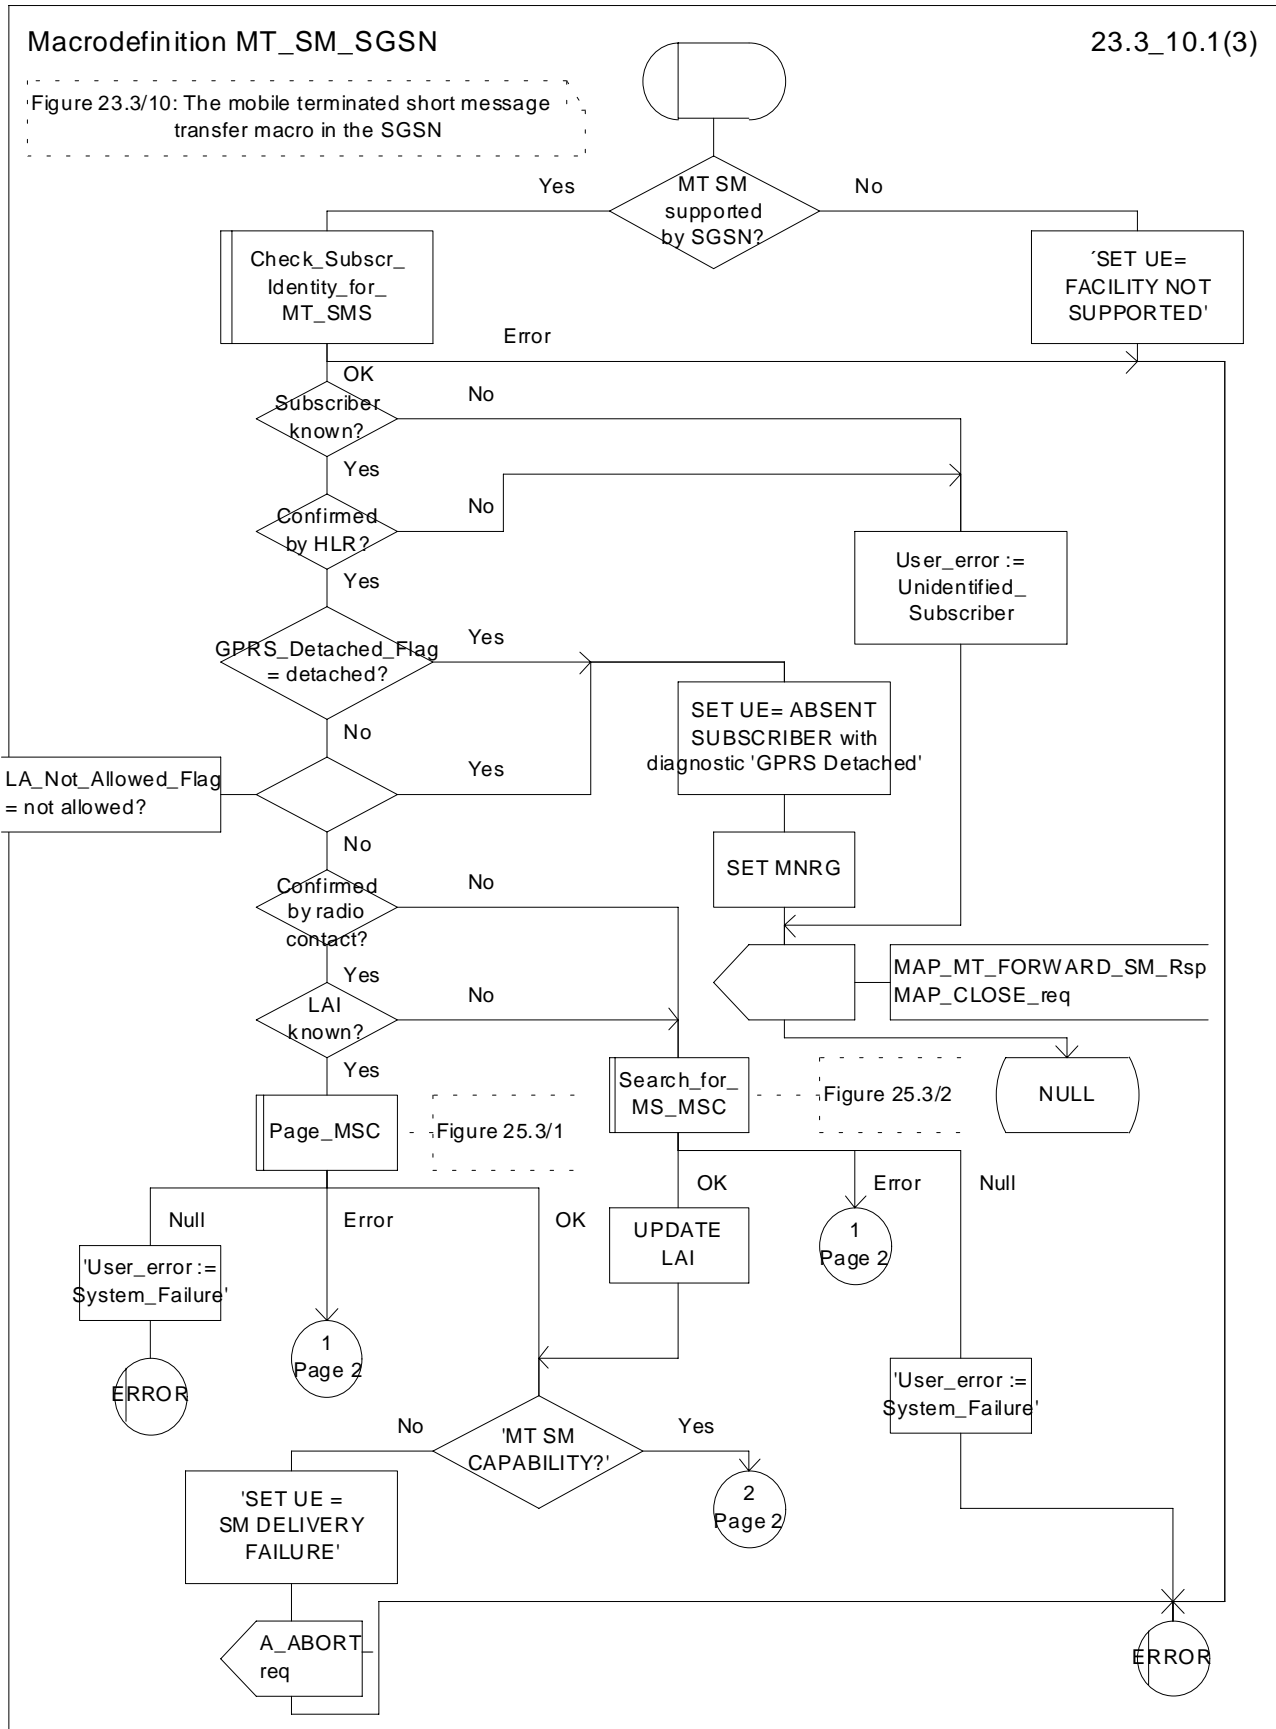 Macrodefinition MT_SM_SGSN
23.3_10.1(3)
Figure 23.3/10: The mobile terminated short message
transfer macro in the SGSN
MT SM
supported
by SGSN?
Yes
No
Check_Subscr_
Identity_for_
MT_SMS
´SET UE=
FACILITY NOT
SUPPORTED'
Error
OK
Subscriber
known?
No
Yes
Confirmed
by HLR?
No
Yes
User_error :=
Unidentified_
Subscriber
GPRS_Detached_Flag
= detached?
Yes
No
SET UE= ABSENT
SUBSCRIBER with
diagnostic 'GPRS Detached'
LA_Not_Allowed_Flag
= not allowed?
Yes
No
SET MNRG
Confirmed
by radio
contact?
No
Yes
MAP_MT_FORWARD_SM_Rsp
MAP_CLOSE_req
LAI
known?
No
Yes
Search_for_
MS_MSC
Figure 25.3/2
NULL
Page_MSC
Figure 25.3/1
OK
Error
Null
Null
Error
OK
UPDATE
LAI
1
Page 2
'User_error :=
System_Failure'
1
Page 2
ERROR
'User_error :=
System_Failure'
No
'MT SM
CAPABILITY?'
Yes
'SET UE =
SM DELIVERY
FAILURE'
2
Page 2
A_ABORT_
req
ERROR